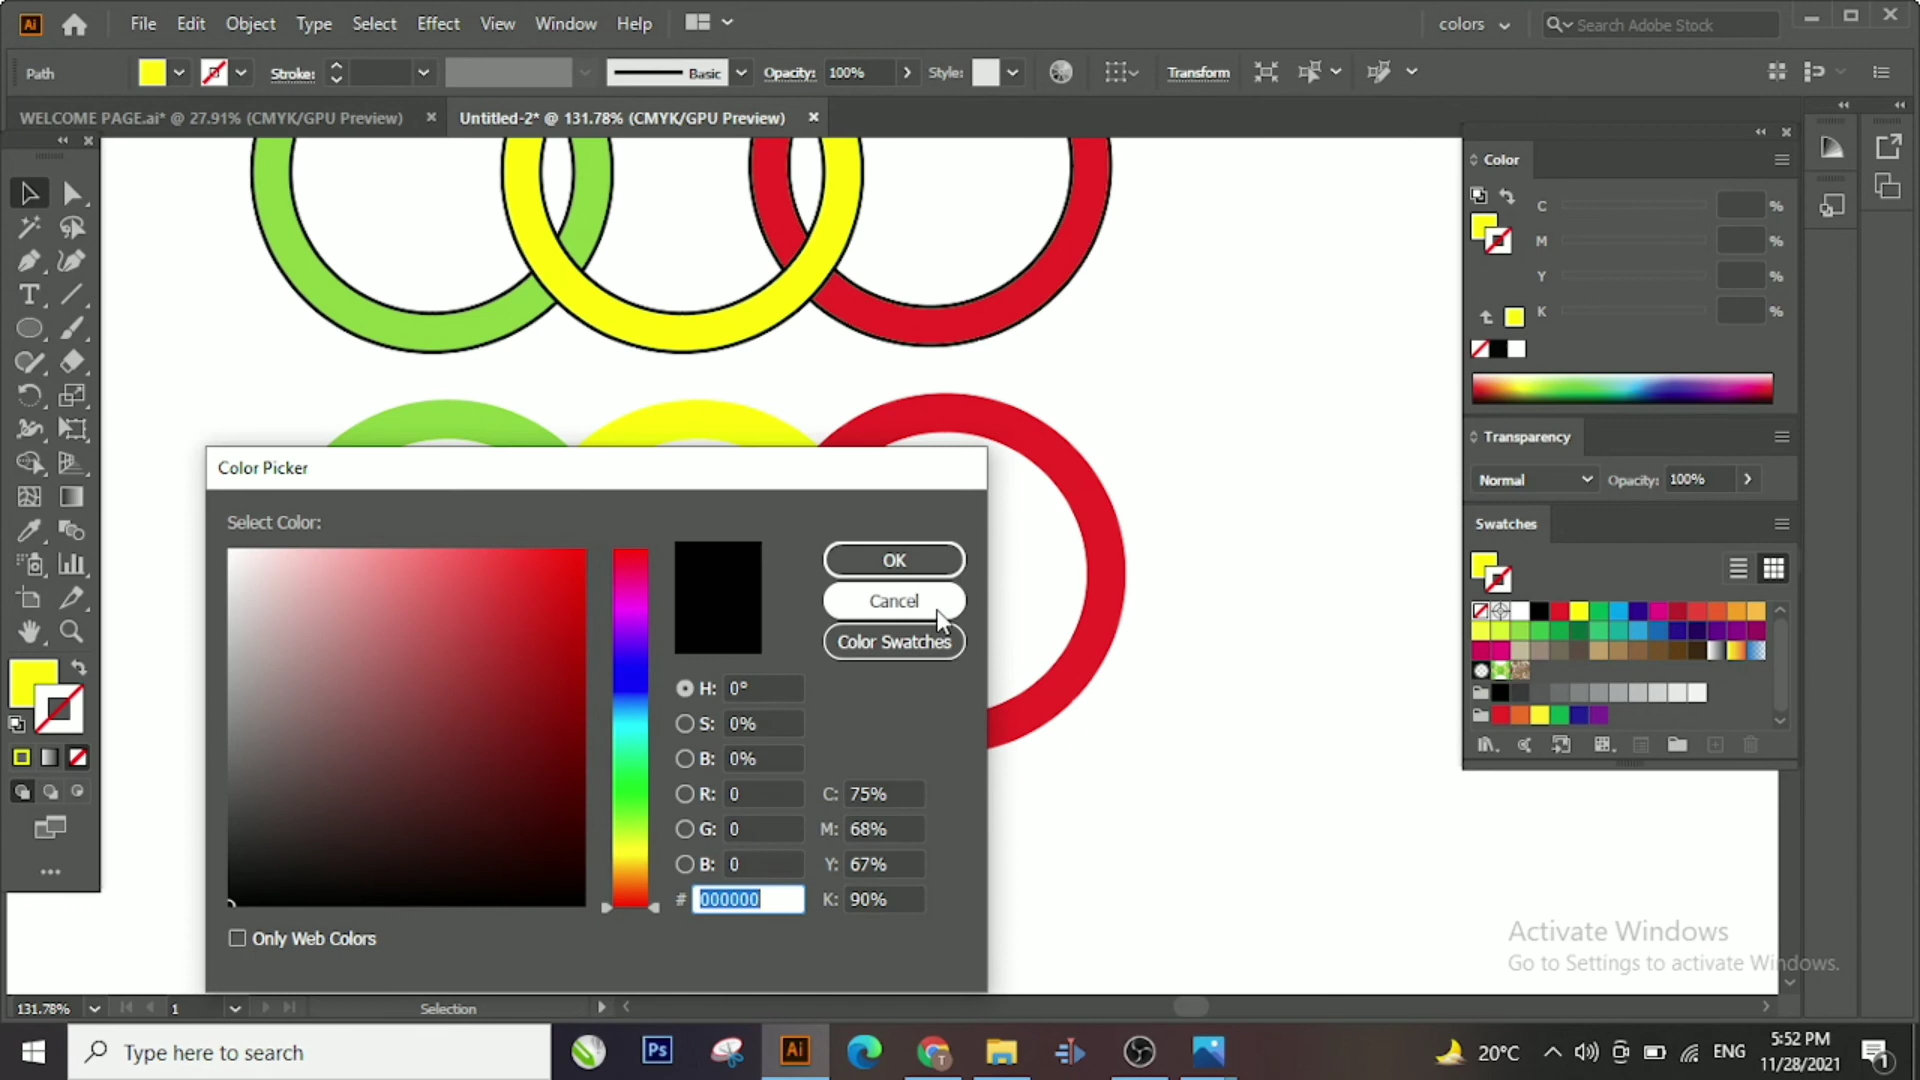 Ai File Edit Object Type Select Effect View Window Help colors Search Adobe Stock
Path Stroke: Basic Opacity: 100% Style: Transform
WELCOME PAGE.ai* @ 27.91% (CMYK/GPU Preview) Untitled-2* @ 131.78% (CMYK/GPU Preview)
Color
C %
M %
Y %
K %
Transparency
Normal Opacity: 100%
Swatches
Color Picker
Select Color:
OK
Cancel
Color Swatches
H: 0°
S: 0%
B: 0%
R: 0 C: 75%
G: 0 M: 68%
B: 0 Y: 67%
# 000000 K: 90%
Only Web Colors
Activate Windows
Go to Settings to activate Windows.
131.78% 1 Selection
Type here to search Ps Ai T 20°C ENG 5:52 PM
11/28/2021 1